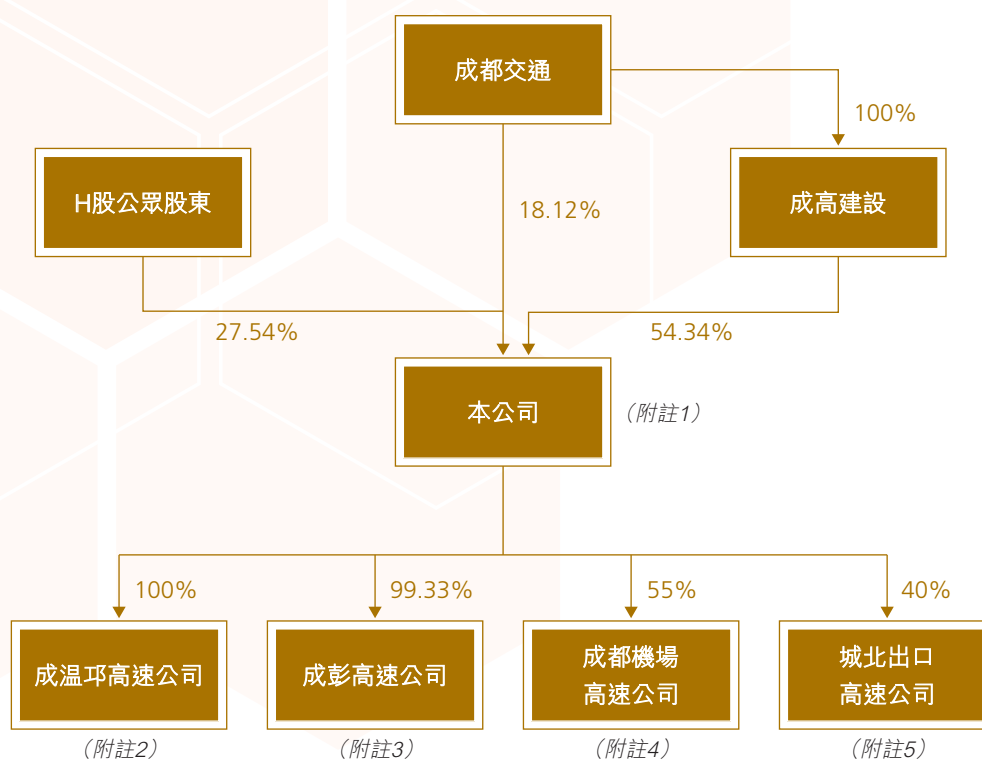 成都交通
100%
H股公眾股東
18.12%
成高建設
27.54%
54.34%
本公司
（附註1）
100%
99.33%
55%
40%
成温邛高速公司
成彭高速公司
成都機場
高速公司
城北出口
高速公司
（附註2）
（附註3）
（附註4）
（附註5）